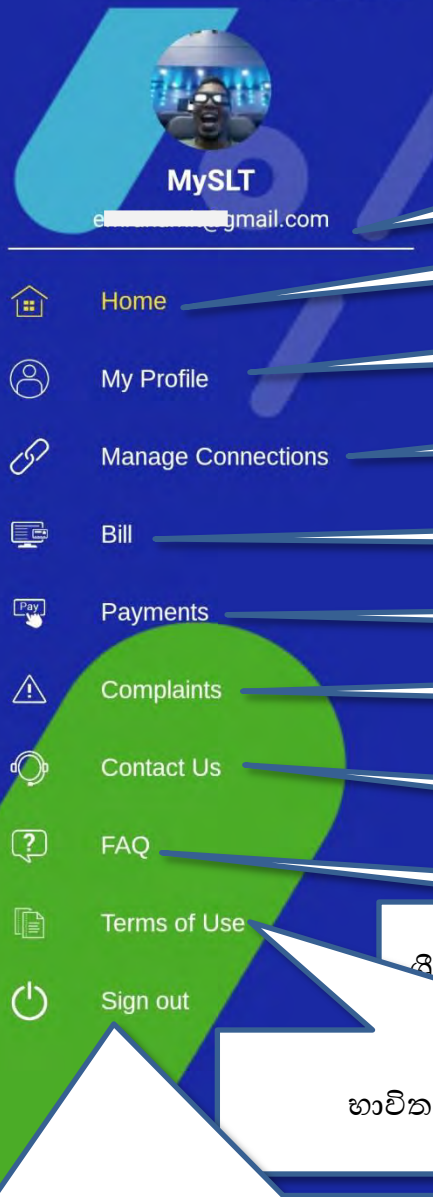 MySLT
gmail.com
Home
My Profile
Manage Connections
Bill
Pay
Payments
Complaints
Contact Us
FAQ
Terms of Use
Sign out
භාවිත